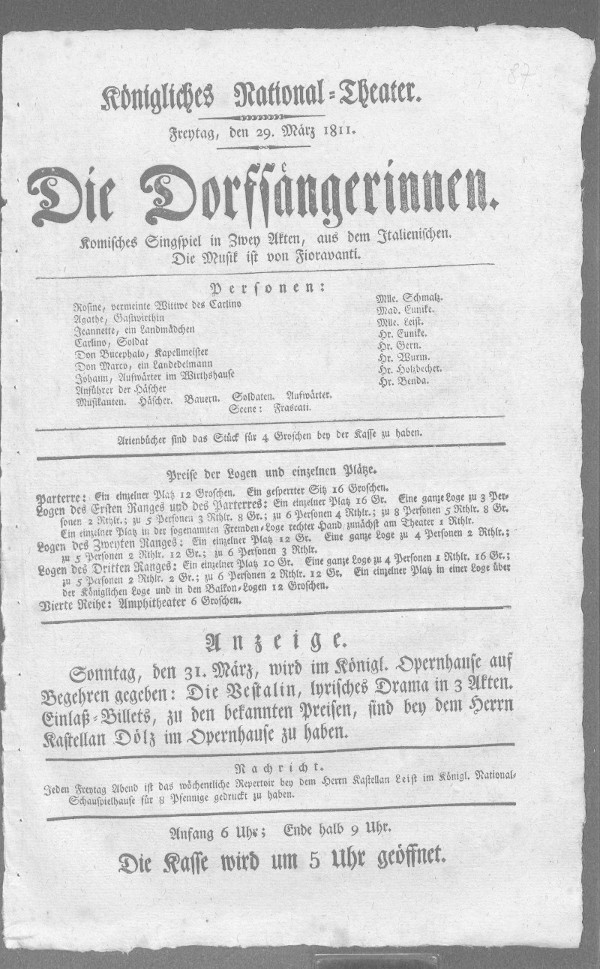 87
Königliches National-Theater.
Freytag, den 29. März 1811.
Die Dorfsängerinnen.
Komisches Singspiel in Zwey Akten, aus dem Italienischen.
Die Musik ist von Fioravanti.
Personen:
Rosine, vermeinte Wittwe des Carlino Mlle. Schmalz.
Agathe, Gastwirthin Mad. Eunike.
Jeannette, ein Landmädchen Mlle. Leist.
Carlino, Soldat Hr. Eunike.
Don Bucephalo, Kapellmeister Hr. Gern.
Don Marco, ein Landedelmann Hr. Wurm.
Johann, Aufwärter im Wirthshause Hr. Holzbecher.
Anführer der Häscher Hr. Benda.
Musikanten. Häscher. Bauern. Soldaten. Aufwärter.
Scene: Frascati.
Arienbücher sind das Stück für 4 Groschen bey der Kasse zu haben.
Preise der Logen und einzelnen Plätze.
Parterre: Ein einzelner Platz 12 Groschen. Ein gesperrter Sitz 16 Groschen.
Logen des Ersten Ranges und des Parterres: Ein einzelner Platz 16 Gr. Eine ganze Loge zu 3 Per-
sonen 2 Rthlr.; zu 5 Personen 3 Rthlr. 8 Gr.; zu 6 Personen 4 Rthlr.; zu 8 Personen 5 Rthlr. 8 Gr.
Ein einzelner Platz in der sogenannten Fremden-Loge rechter Hand zunächst am Theater 1 Rthlr.
Logen des Zweyten Ranges: Ein einzelner Platz 12 Gr. Eine ganze Loge zu 4 Personen 2 Rthlr.;
zu 5 Personen 2 Rthlr. 12 Gr.; zu 6 Personen 3 Rthlr.
Logen des Dritten Ranges: Ein einzelner Platz 10 Gr. Eine ganze Loge zu 4 Personen 1 Rthlr. 16 Gr.;
zu 5 Personen 2 Rthlr. 2 Gr.; zu 6 Personen 2 Rthlr. 12 Gr. Ein einzelner Platz in einer Loge über
der Königlichen Loge und in den Balkon-Logen 12 Groschen.
Vierte Reihe: Amphitheater 6 Groschen.
Anzeige.
Sonntag, den 31. März, wird im Königl. Opernhause auf
Begehren gegeben: Die Vestalin, lyrisches Drama in 3 Akten.
Einlaß-Billets, zu den bekannten Preisen, sind bey dem Herrn
Kastellan Dölz im Opernhause zu haben.
Nachricht.
Jeden Freytag Abend ist das wöchentliche Repertoir bey dem Herrn Kastellan Leist im Königl. National-
Schauspielhause für 8 Pfennige gedruckt zu haben.
Anfang 6 Uhr; Ende halb 9 Uhr.
Die Kasse wird um 5 Uhr geöffnet.